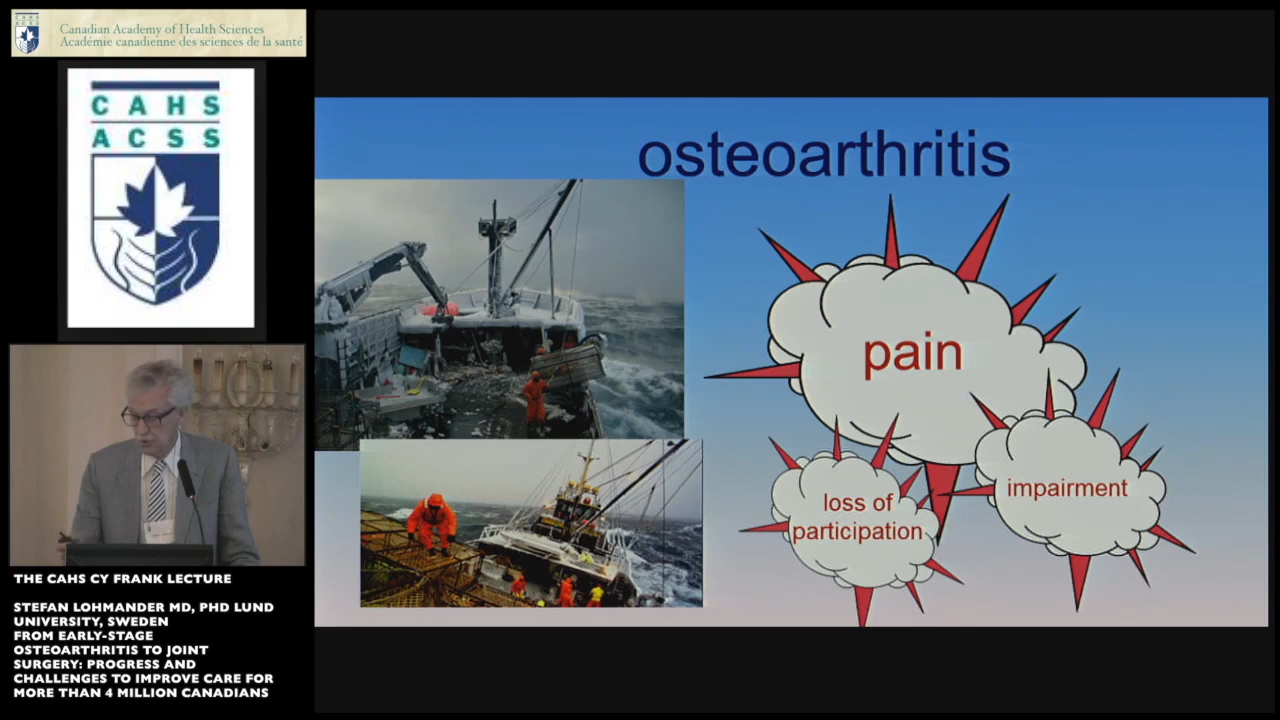 Canadian Academy of Health Sciences
Académie canadienne des sciences de la santé
CAHS
ACSS
THE CAHS CY FRANK LECTURE
STEFAN LOHMANDER MD, PHD LUND
UNIVERSITY, SWEDEN
FROM EARLY-STAGE
OSTEOARTHRITIS TO JOINT
SURGERY: PROGRESS AND
CHALLENGES TO IMPROVE CARE FOR
MORE THAN 4 MILLION CANADIANS
osteoarthritis
pain
loss of
participation
impairment